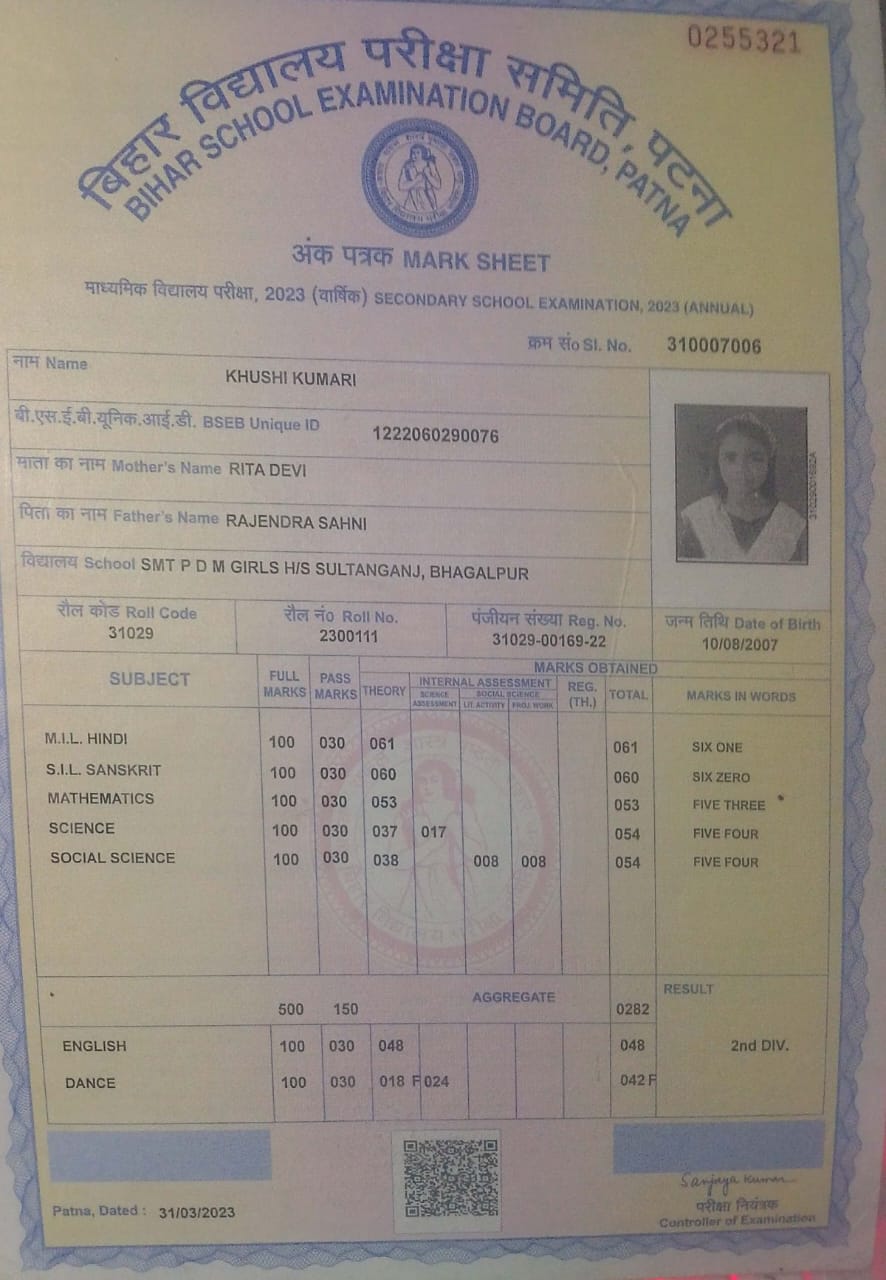 0255321
बिहार विद्यालय परीक्षा समिति, पटना
BIHAR SCHOOL EXAMINATION BOARD, PATNA
अंक पत्रक MARK SHEET
माध्यमिक विद्यालय परीक्षा, 2023 (वार्षिक) SECONDARY SCHOOL EXAMINATION, 2023 (ANNUAL)
क्रम सं० Sl. No. 310007006
नाम Name KHUSHI KUMARI
बी.एस.ई.बी.यूनिक.आई.डी. BSEB Unique ID 1222060290076
माता का नाम Mother's Name RITA DEVI
पिता का नाम Father's Name RAJENDRA SAHNI
विद्यालय School SMT P D M GIRLS H/S SULTANGANJ, BHAGALPUR
रौल कोड Roll Code रौल नं० Roll No. पंजीयन संख्या Reg. No. जन्म तिथि Date of Birth
31029 2300111 31029-00169-22 10/08/2007
SUBJECT FULL MARKS PASS MARKS THEORY MARKS OBTAINED
INTERNAL ASSESSMENT REG. (TH.) TOTAL MARKS IN WORDS
SCIENCE ASSESSMENT SOCIAL SCIENCE
LIT. ACTIVITY PROJ. WORK
M.I.L. HINDI 100 030 061 061 SIX ONE
S.I.L. SANSKRIT 100 030 060 060 SIX ZERO
MATHEMATICS 100 030 053 053 FIVE THREE
SCIENCE 100 030 037 017 054 FIVE FOUR
SOCIAL SCIENCE 100 030 038 008 008 054 FIVE FOUR
500 150 AGGREGATE 0282 RESULT
ENGLISH 100 030 048 048 2nd DIV.
DANCE 100 030 018 F 024 042 F
Patna, Dated : 31/03/2023
Sanjaya Kumar
परीक्षा नियंत्रक
Controller of Examination